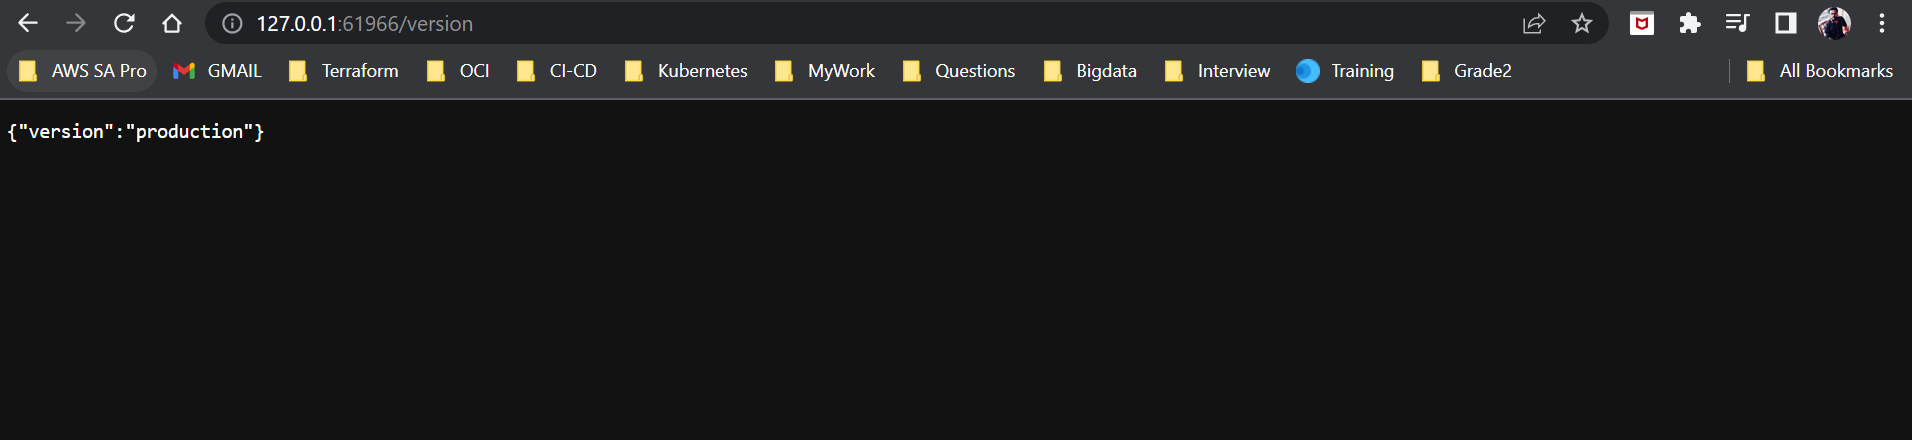 127.0.0.1:61966/version
AWS SA Pro GMAIL Terraform OCI CI-CD Kubernetes MyWork Questions Bigdata Interview Training Grade2 All Bookmarks
{"version":"production"}